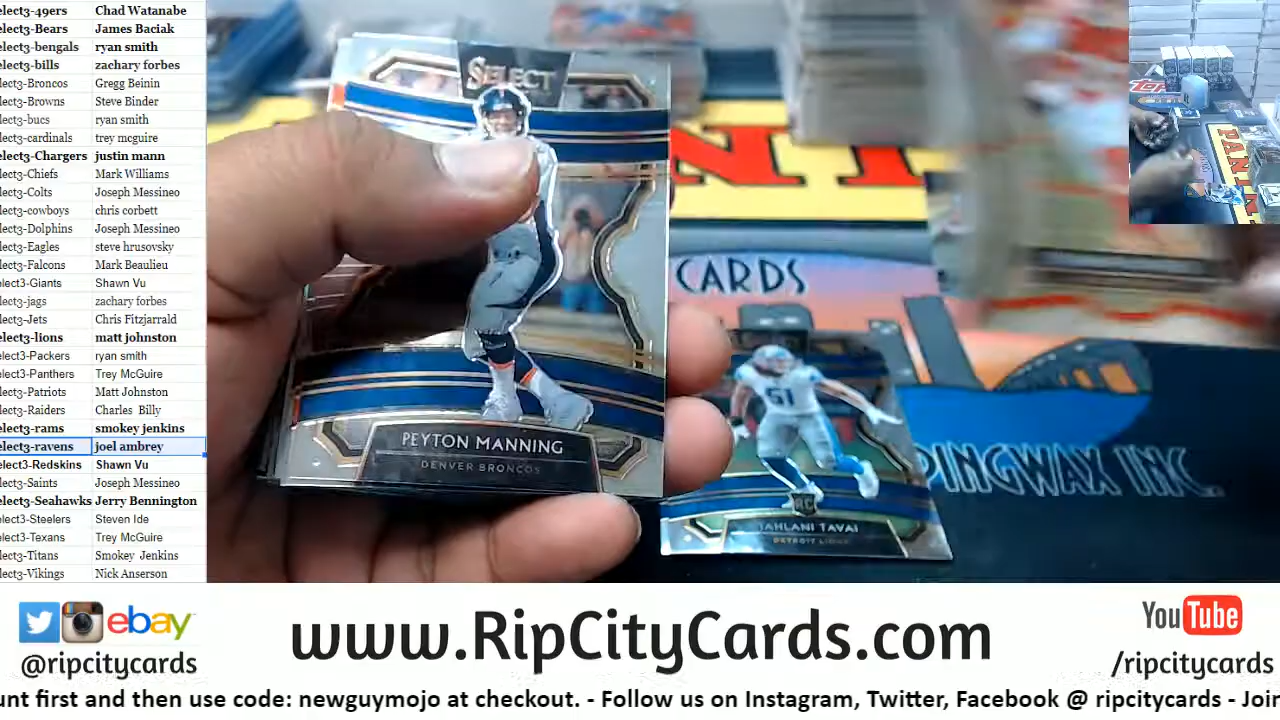 elect3-49ers Chad Watanabe
elect3-Bears James Baciak
elect3-bengals ryan smith
elect3-bills zachary forbes
elect3-Broncos Gregg Beinin
elect3-Browns Steve Binder
elect3-bucs ryan smith
elect3-cardinals trey mcguire
elect3-Chargers justin mann
elect3-Chiefs Mark Williams
elect3-Colts Joseph Messineo
elect3-cowboys chris corbett
elect3-Dolphins Joseph Messineo
elect3-Eagles steve hrusovsky
elect3-Falcons Mark Beaulieu
elect3-Giants Shawn Vu
elect3-jags zachary forbes
elect3-Jets Chris Fitzjarrald
elect3-lions matt johnston
elect3-Packers ryan smith
elect3-Panthers Trey McGuire
elect3-Patriots Matt Johnston
elect3-Raiders Charles Billy
elect3-rams smokey jenkins
elect3-ravens joel ambrey
elect3-Redskins Shawn Vu
elect3-Saints Joseph Messineo
elect3-Seahawks Jerry Bennington
elect3-Steelers Steven Ide
elect3-Texans Trey McGuire
elect3-Titans Smokey Jenkins
elect3-Vikings Nick Anserson
SELECT
PEYTON MANNING
DENVER BRONCOS
CARDS
51
RC
JAHLANI TAVAI
DETROIT LIONS
PINGWAX INC.
PANINI
ebay
@ripcitycards
www.RipCityCards.com
YouTube
/ripcitycards
unt first and then use code: newguymojo at checkout. - Follow us on Instagram, Twitter, Facebook @ ripcitycards - Join